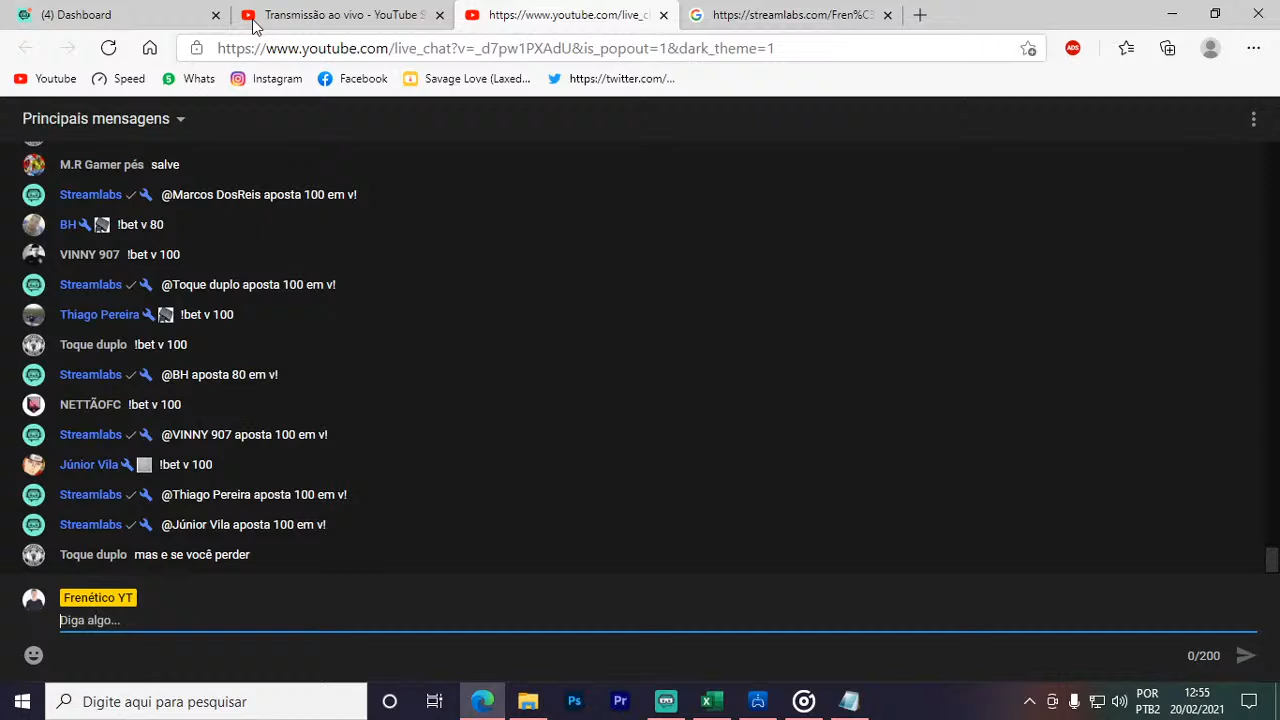 (4) Dashboard
Transmissão ao vivo - YouTube S
https://www.youtube.com/live_c
https://streamlabs.com/Fren%C3
https://www.youtube.com/live_chat?v=_d7pw1PXAdU&is_popout=1&dark_theme=1
ADS
Youtube
Speed
Whats
Instagram
Facebook
Savage Love (Laxed...
https://twitter.com/...
Principais mensagens
M.R Gamer pés salve
Streamlabs @Marcos DosReis aposta 100 em v!
BH !bet v 80
VINNY 907 !bet v 100
Streamlabs @Toque duplo aposta 100 em v!
Thiago Pereira !bet v 100
Toque duplo !bet v 100
Streamlabs @BH aposta 80 em v!
NETTÃOFC !bet v 100
Streamlabs @VINNY 907 aposta 100 em v!
Júnior Vila !bet v 100
Streamlabs @Thiago Pereira aposta 100 em v!
Streamlabs @Júnior Vila aposta 100 em v!
Toque duplo mas e se você perder
Frenético YT
Diga algo...
0/200
Digite aqui para pesquisar
Ps
Pr
POR
PTB2
12:55
20/02/2021